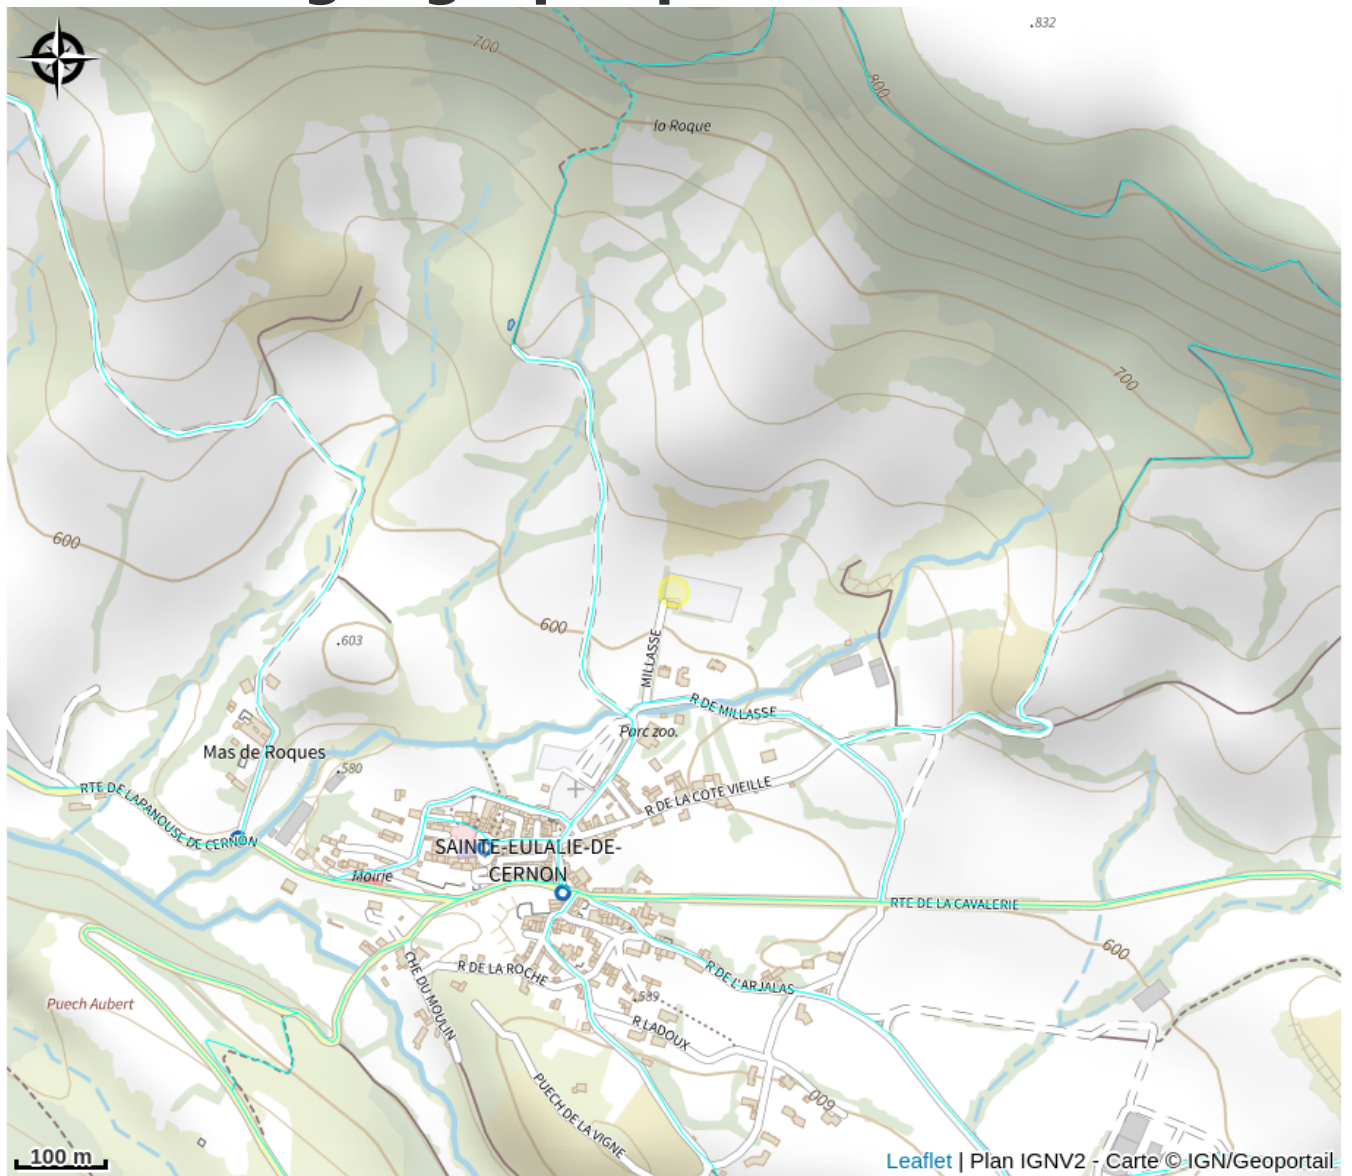 832
700
800
la Roque
700
600
600
MILLASSE
603
R DE MILLASSE
Parc zoo.
Mas de Roques
580
RTE DE LAPANOUSE DE CERNON
R DE LA COTE VIEILLE
SAINTE-EULALIE-DE-
CERNON
Mairie
RTE DE LA CAVALERIE
600
R DE LA ROCHE
CHE DU MOULIN
R DE L'ARJALAS
589
Puech Aubert
R LADOUX
PUECH DE LA VIGNE
600
100 m
Leaflet | Plan IGNV2 - Carte © IGN/Geoportail